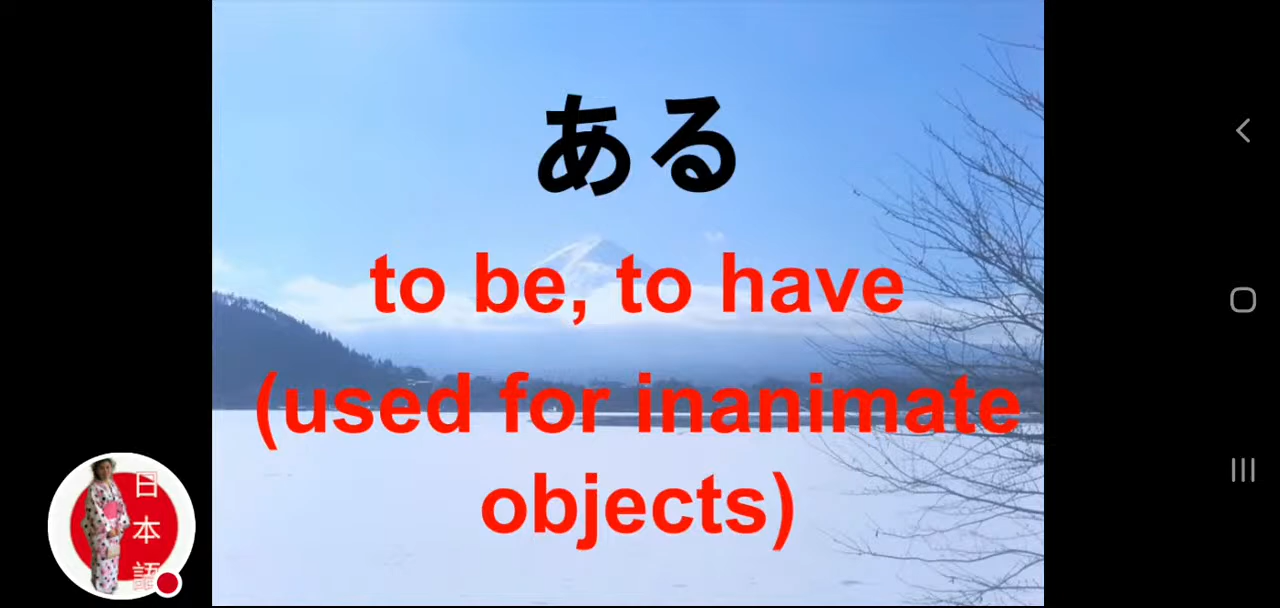 ある
to be, to have
(used for inanimate
objects)
日
本
語